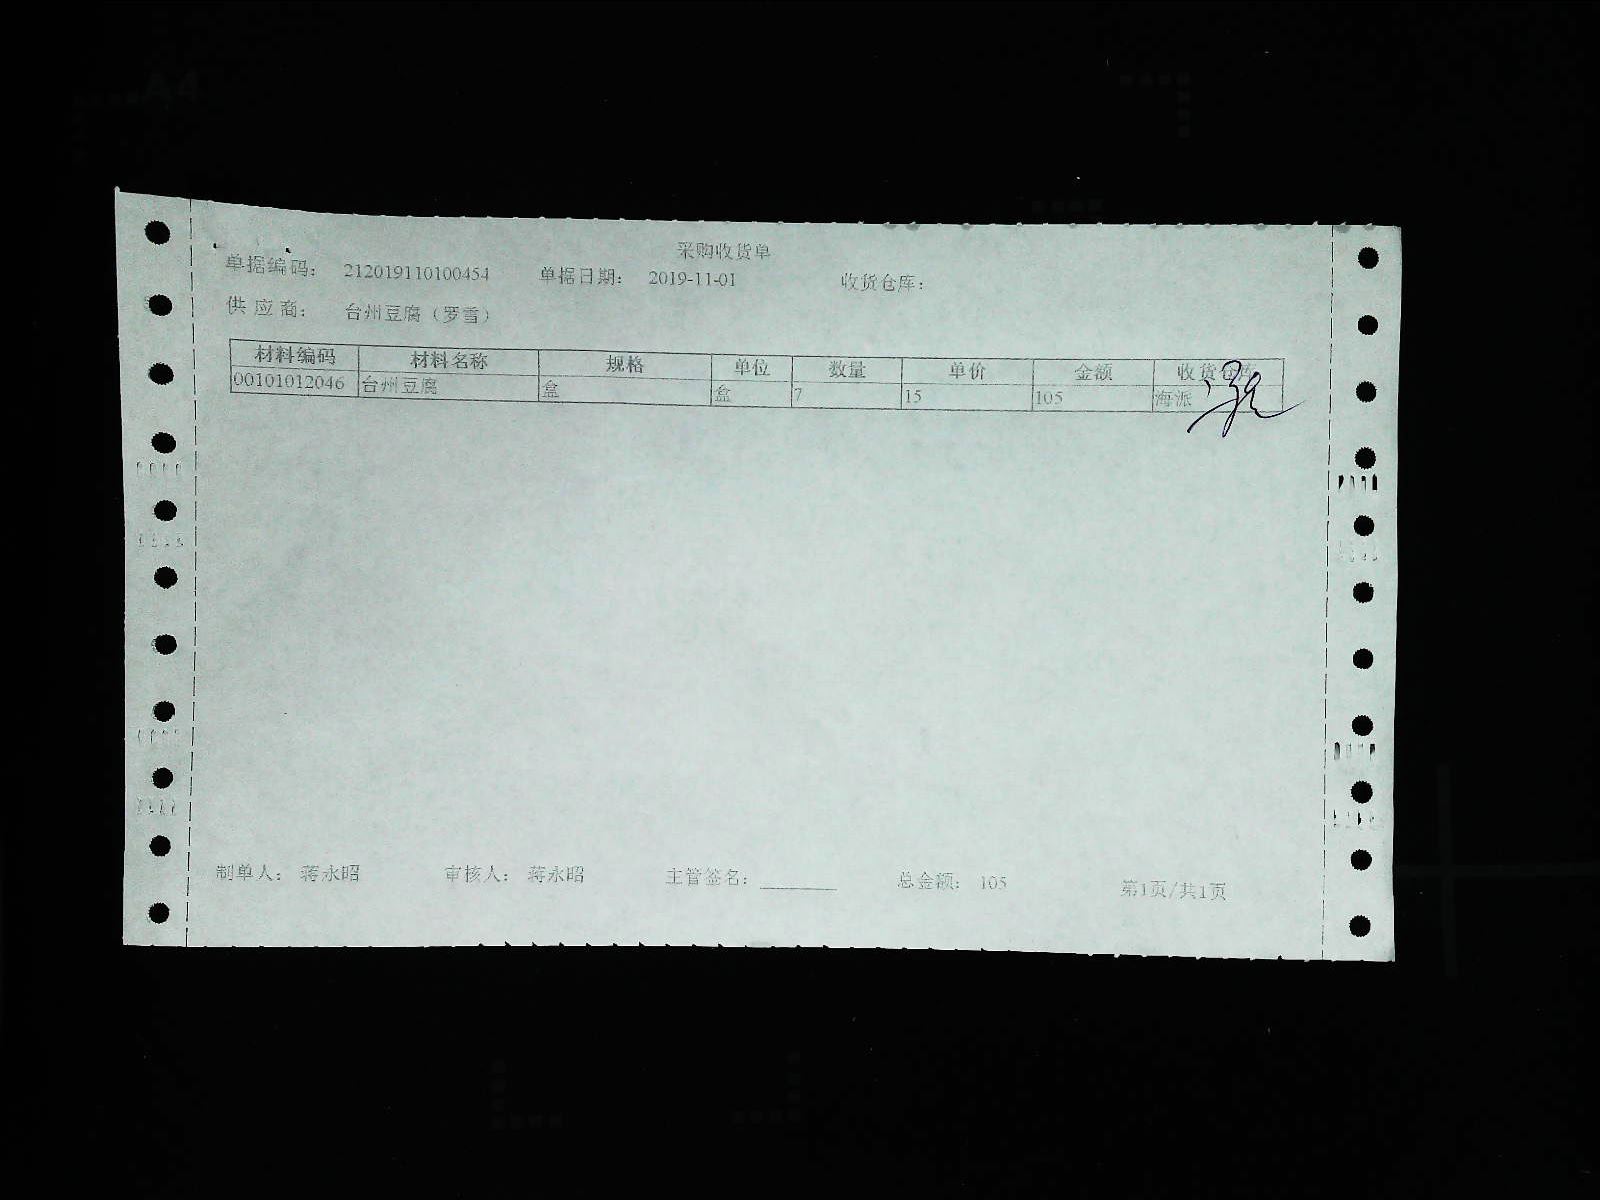 采购收货单
单据编码： 212019110100454 单据日期： 2019-11-01 收货仓库：
供 应 商： 台州豆腐（罗雪）
材料编码 材料名称 规格 单位 数量 单价 金额 收货仓库
00101012046 台州豆腐 盒 盒 7 15 105 海派
制单人： 蒋永昭 审核人： 蒋永昭 主管签名： 总金额： 105 第1页/共1页